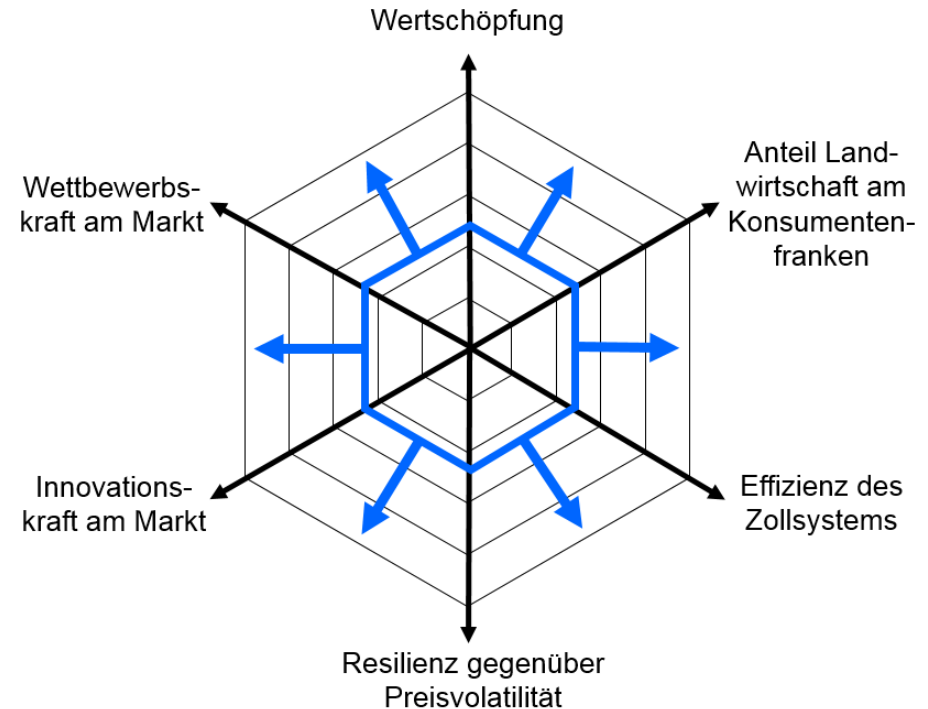 Wertschöpfung
Anteil Land-
wirtschaft am
Konsumenten-
franken
Wettbewerbs-
kraft am Markt
Innovations-
kraft am Markt
Effizienz des
Zollsystems
Resilienz gegenüber
Preisvolatilität